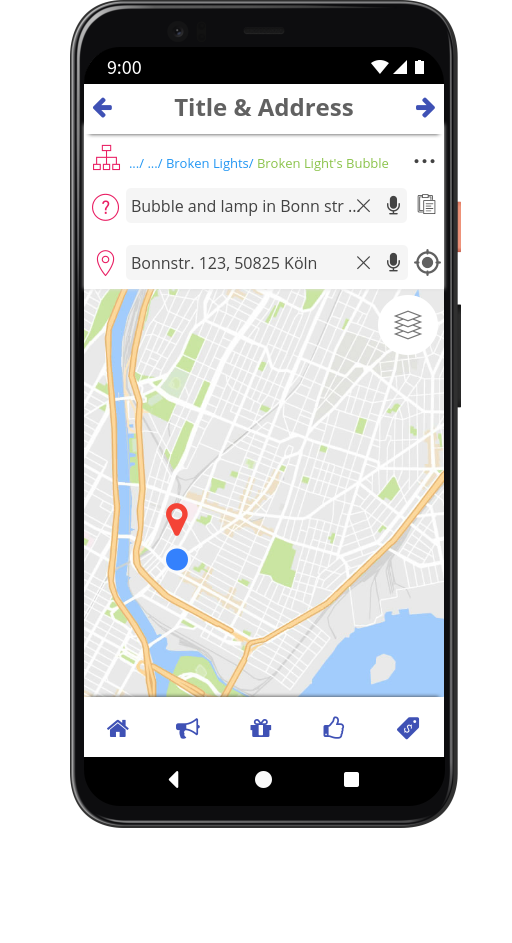 9:00
Title & Address
.../ .../ Broken Lights/ Broken Light's Bubble
Bubble and lamp in Bonn str ...
Bonnstr. 123, 50825 Köln